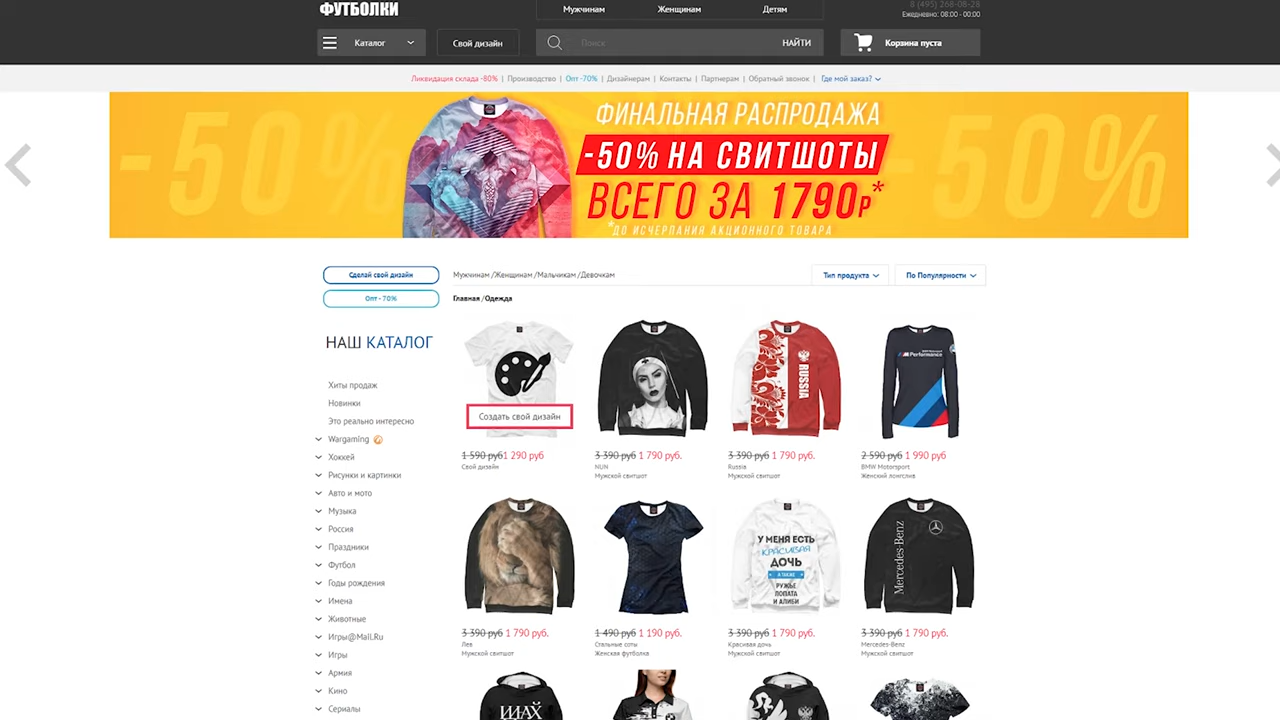 ФУТБОЛКИ
Мужчинам Женщинам Детям
8 (495) 268-08-28
Ежедневно: 08:00 - 00:00
Каталог
Свой дизайн
Поиск
НАЙТИ
Корзина пуста
Ликвидация склада -80% | Производство | Опт -70% | Дизайнерам | Контакты | Партнерам | Обратный звонок | Где мой заказ?
-50%
ФИНАЛЬНАЯ РАСПРОДАЖА
-50% НА СВИТШОТЫ
ВСЕГО ЗА 1790Р*
*ДО ИСЧЕРПАНИЯ АКЦИОННОГО ТОВАРА
-50%
Сделай свой дизайн
Опт - 70%
Мужчинам /Женщинам /Мальчикам /Девочкам
Тип продукта
По Популярности
Главная /Одежда
НАШ КАТАЛОГ
Хиты продаж
Новинки
Это реально интересно
Wargaming
Хоккей
Рисунки и картинки
Авто и мото
Музыка
Россия
Праздники
Футбол
Годы рождения
Имена
Животные
Игры@Mail.Ru
Игры
Армия
Кино
Сериалы
Создать свой дизайн
1 590 руб 1 290 руб
Свой дизайн
3 390 руб 1 790 руб.
NUN
Мужской свитшот
RUSSIA
3 390 руб 1 790 руб.
Russia
Мужской свитшот
Performance
2 590 руб 1 990 руб
BMW Motorsport
Женский лонгслив
3 390 руб 1 790 руб.
Лев
Мужской свитшот
1 490 руб 1 190 руб.
Стальные соты
Женская футболка
У МЕНЯ ЕСТЬ
КРАСИВАЯ
ДОЧЬ
А ТАКЖЕ
РУЖЬЕ
ЛОПАТА
И АЛИБИ
3 390 руб 1 790 руб.
Красивая дочь
Мужской свитшот
Mercedes-Benz
3 390 руб 1 790 руб.
Mercedes-Benz
Мужской свитшот